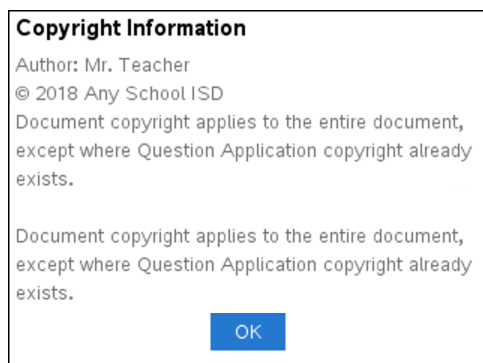 Copyright Information
Author: Mr. Teacher
© 2018 Any School ISD
Document copyright applies to the entire document,
except where Question Application copyright already
exists.
Document copyright applies to the entire document,
except where Question Application copyright already
exists.
OK